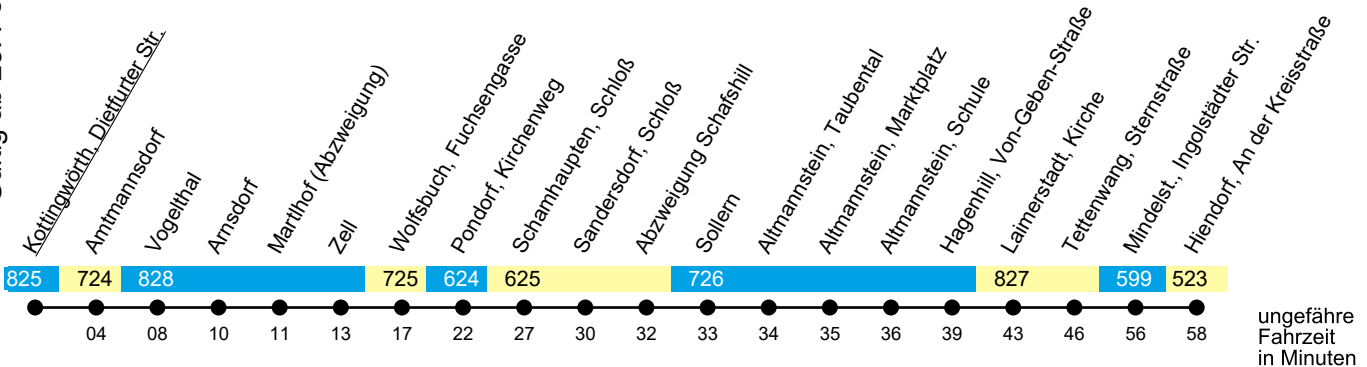 Kottingwörth, Dietfurter Str.
Amtmannsdorf
Vogelthal
Arnsdorf
Martlhof (Abzweigung)
Zell
Wolfsbuch, Fuchsengasse
Pondorf, Kirchenweg
Schamhaupten, Schloß
Sandersdorf, Schloß
Abzweigung Schafshill
Sollern
Altmannstein, Taubental
Altmannstein, Marktplatz
Altmannstein, Schule
Hagenhill, Von-Geben-Straße
Laimerstadt, Kirche
Tettenwang, Sternstraße
Mindelst., Ingolstädter Str.
Hiendorf, An der Kreisstraße
825 724 828 725 624 625 726 827 599 523
04 08 10 11 13 17 22 27 30 32 33 34 35 36 39 43 46 56 58
ungefähre
Fahrzeit
in Minuten